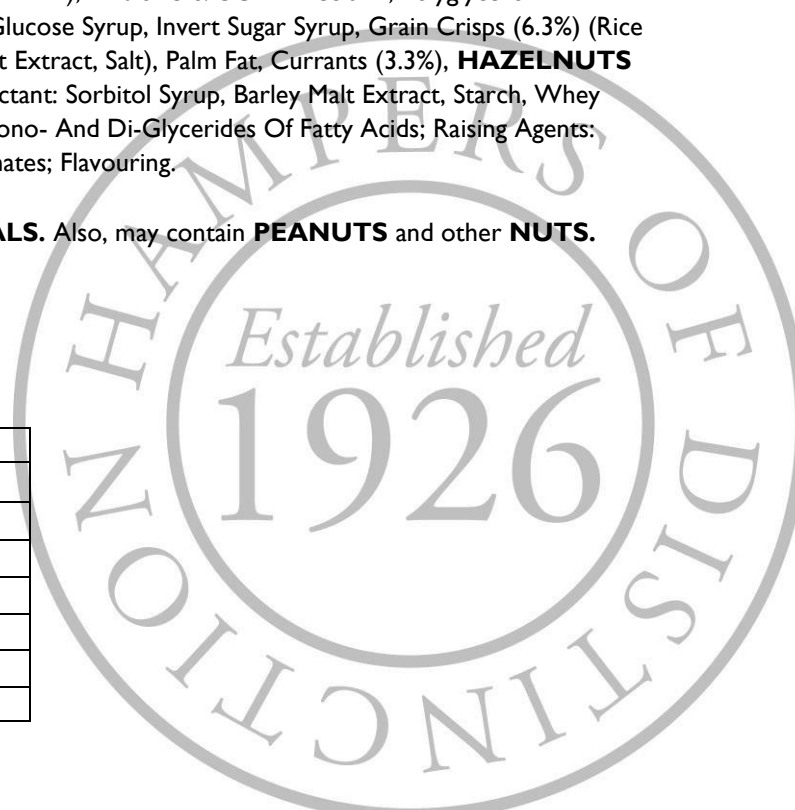 Glucose Syrup, Invert Sugar Syrup, Grain Crisps (6.3%) (Rice
t Extract, Salt), Palm Fat, Currants (3.3%), HAZELNUTS
ctant: Sorbitol Syrup, Barley Malt Extract, Starch, Whey
ono- And Di-Glycerides Of Fatty Acids; Raising Agents:
nates; Flavouring.
ALS. Also, may contain PEANUTS and other NUTS.
HAMPERS OF DISTINCTION
Established
1926